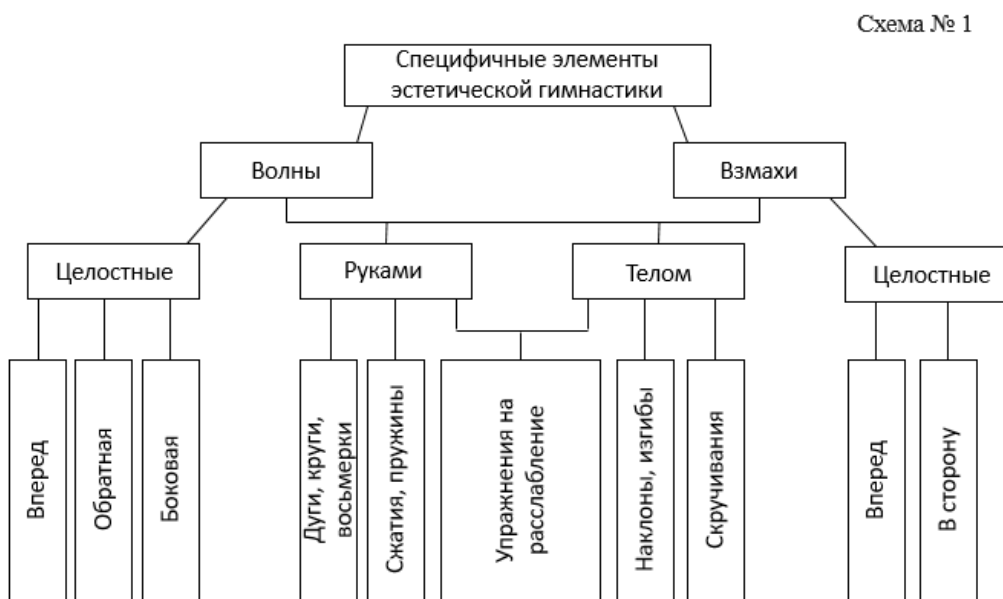 Схема № 1
Специфичные элементы
эстетической гимнастики
Волны
Взмахи
Целостные
Руками
Телом
Целостные
Вперед
Обратная
Боковая
Дуги, круги,
восьмерки
Сжатия, пружины
Упражнения на
расслабление
Наклоны, изгибы
Скручивания
Вперед
В сторону